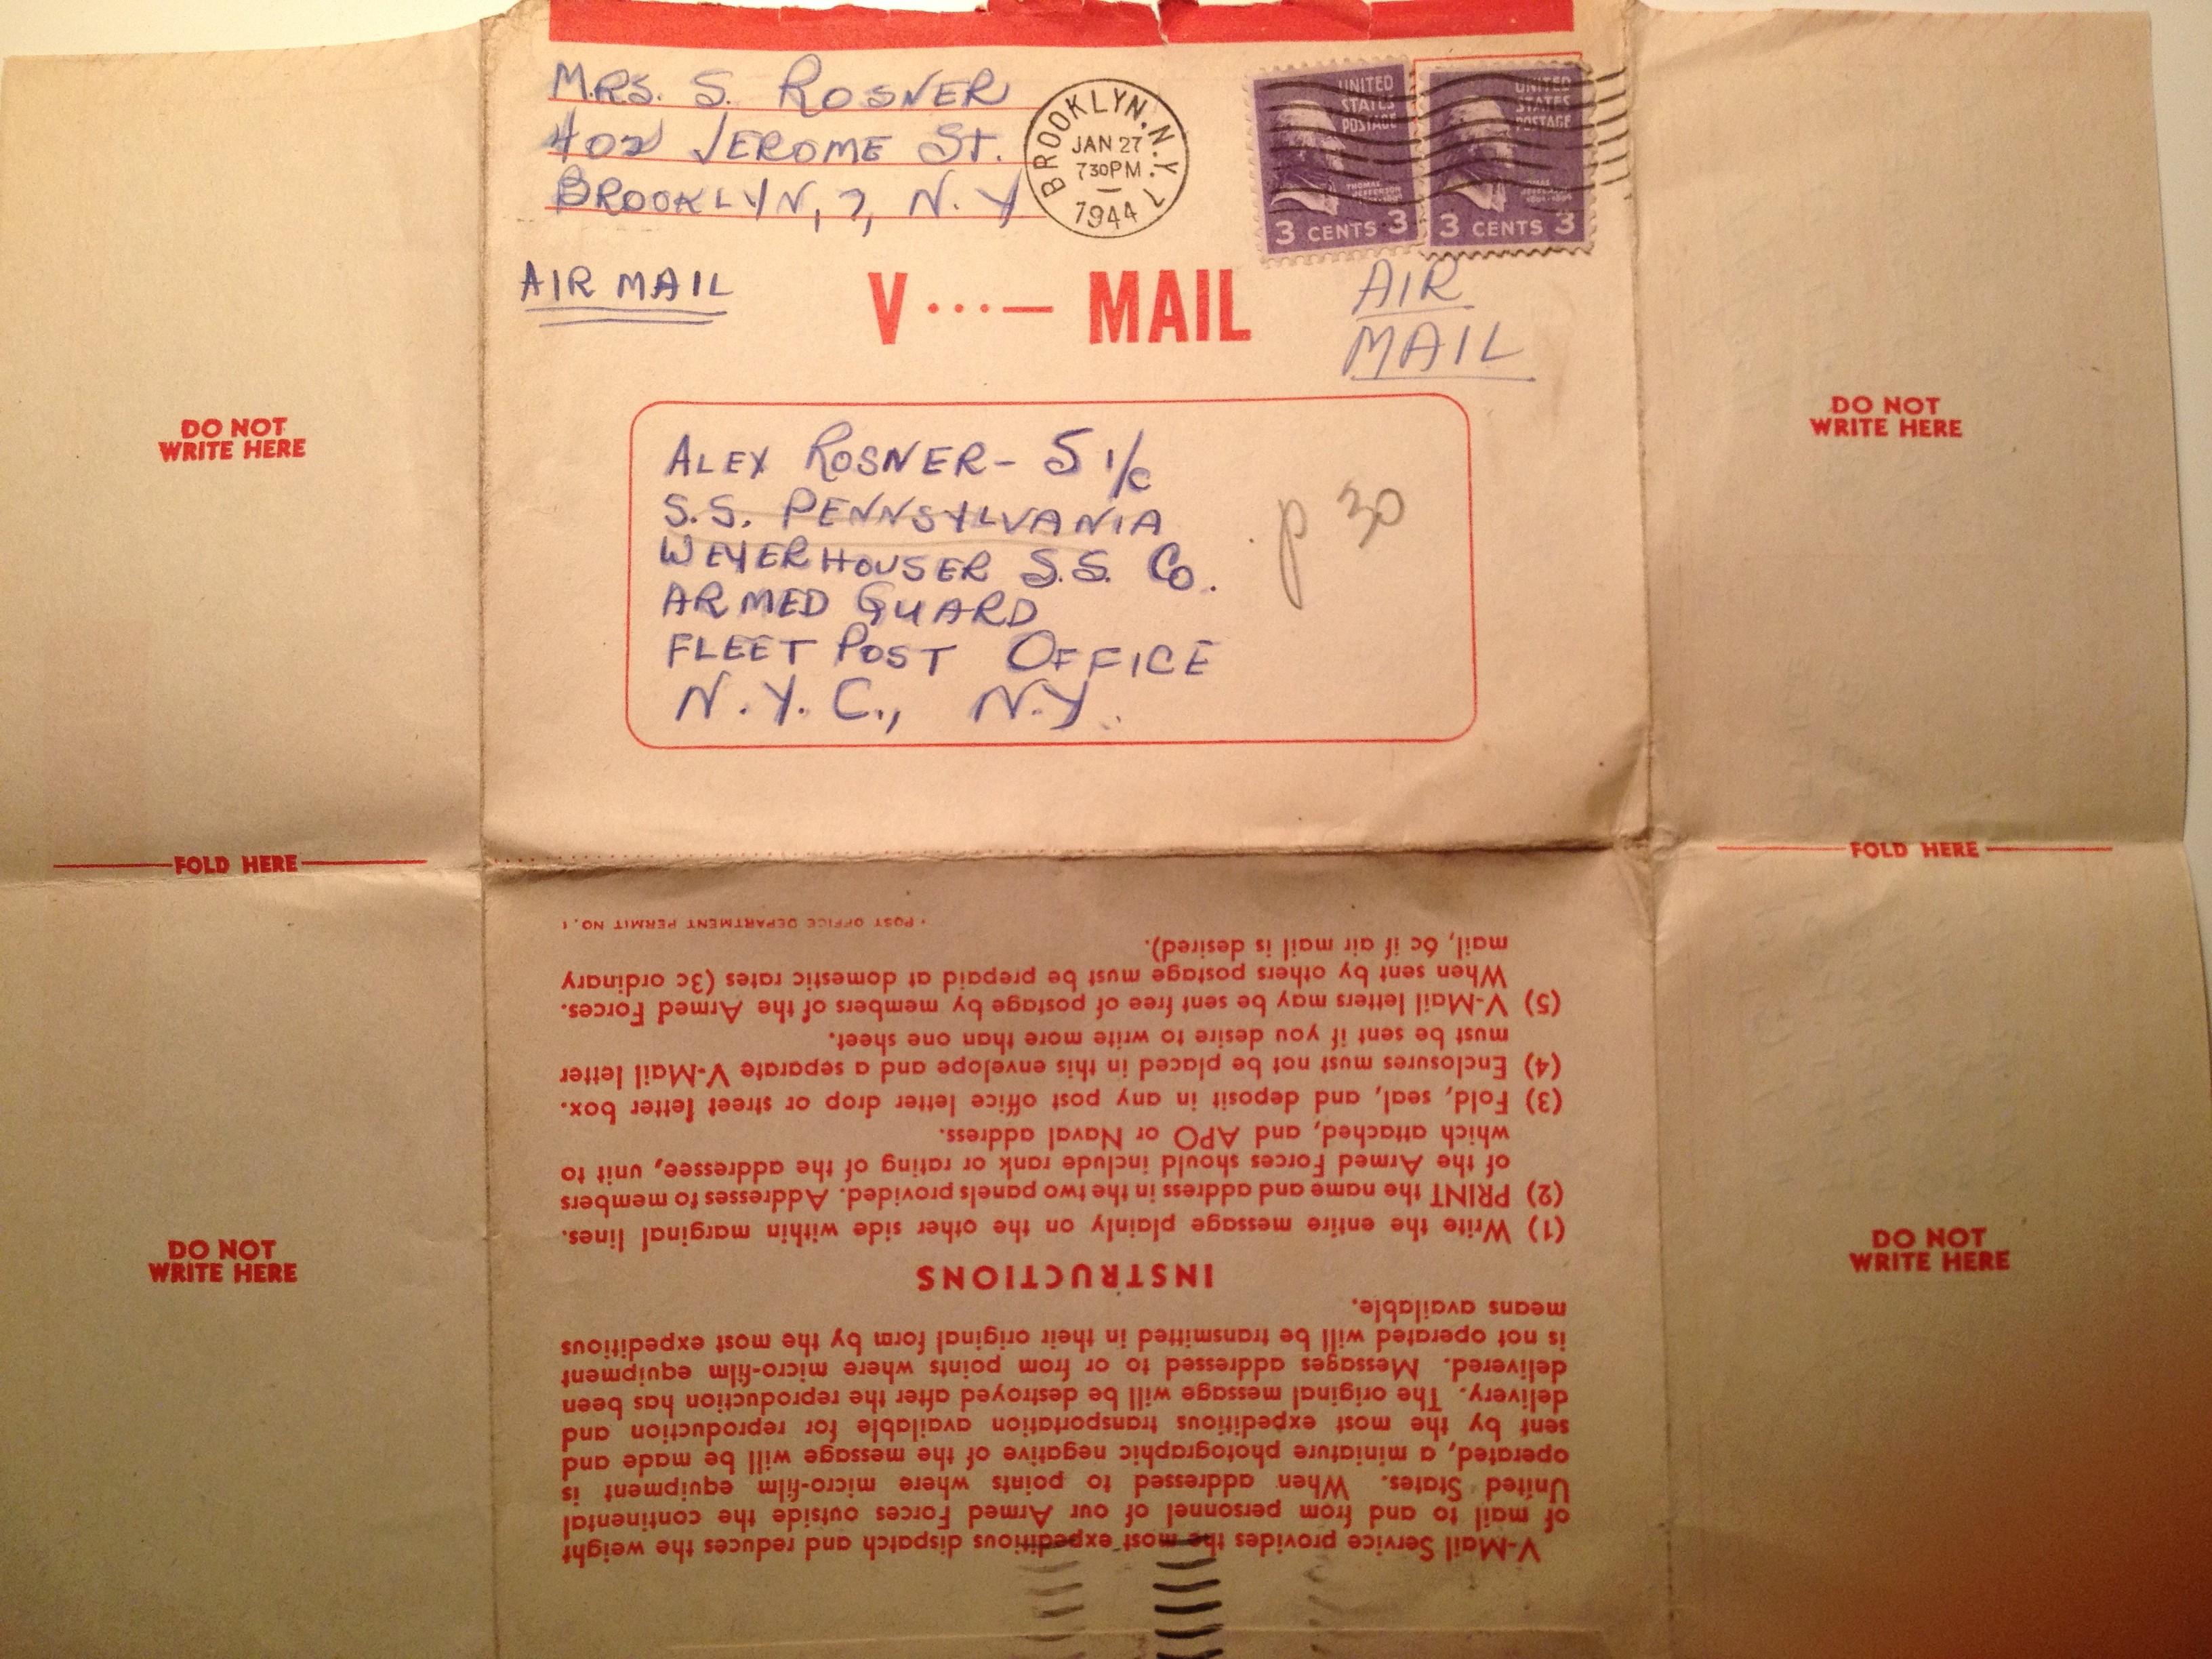 MRS. S. ROSNER
402 JEROME ST.
BROOKLYN, 7, N.Y
BROOKLYN, N.Y. 7
JAN 27
730PM
1944
UNITED
STATES
POSTAGE
THOMAS
JEFFERSON
3 CENTS 3
UNITED
STATES
POSTAGE
3 CENTS 3
AIR MAIL
V ...— MAIL
AIR
MAIL
ALEX ROSNER - S 1/c
S.S. PENNSYLVANIA
WEYERHOUSER S.S. Co.
ARMED GUARD
FLEET POST OFFICE
N.Y.C., N.Y.
p 30
DO NOT
WRITE HERE
DO NOT
WRITE HERE
FOLD HERE
FOLD HERE
DO NOT
WRITE HERE
DO NOT
WRITE HERE
V-Mail Service provides the most expeditious dispatch and reduces the weight
of mail to and from personnel of our Armed Forces outside the continental
United States. When addressed to points where micro-film equipment is
operated, a miniature photographic negative of the message will be made and
sent by the most expeditious transportation available for reproduction and
delivery. The original message will be destroyed after the reproduction has been
delivered. Messages addressed to or from points where micro-film equipment
is not operated will be transmitted in their original form by the most expeditious
means available.
INSTRUCTIONS
(1) Write the entire message plainly on the other side within marginal lines.
(2) PRINT the name and address in the two panels provided. Addresses to members
of the Armed Forces should include rank or rating of the addressee, unit to
which attached, and APO or Naval address.
(3) Fold, seal, and deposit in any post office letter drop or street letter box.
(4) Enclosures must not be placed in this envelope and a separate V-Mail letter
must be sent if you desire to write more than one sheet.
(5) V-Mail letters may be sent free of postage by members of the Armed Forces.
When sent by others postage must be prepaid at domestic rates (3c ordinary
mail, 6c if air mail is desired).
• POST OFFICE DEPARTMENT PERMIT NO. 1